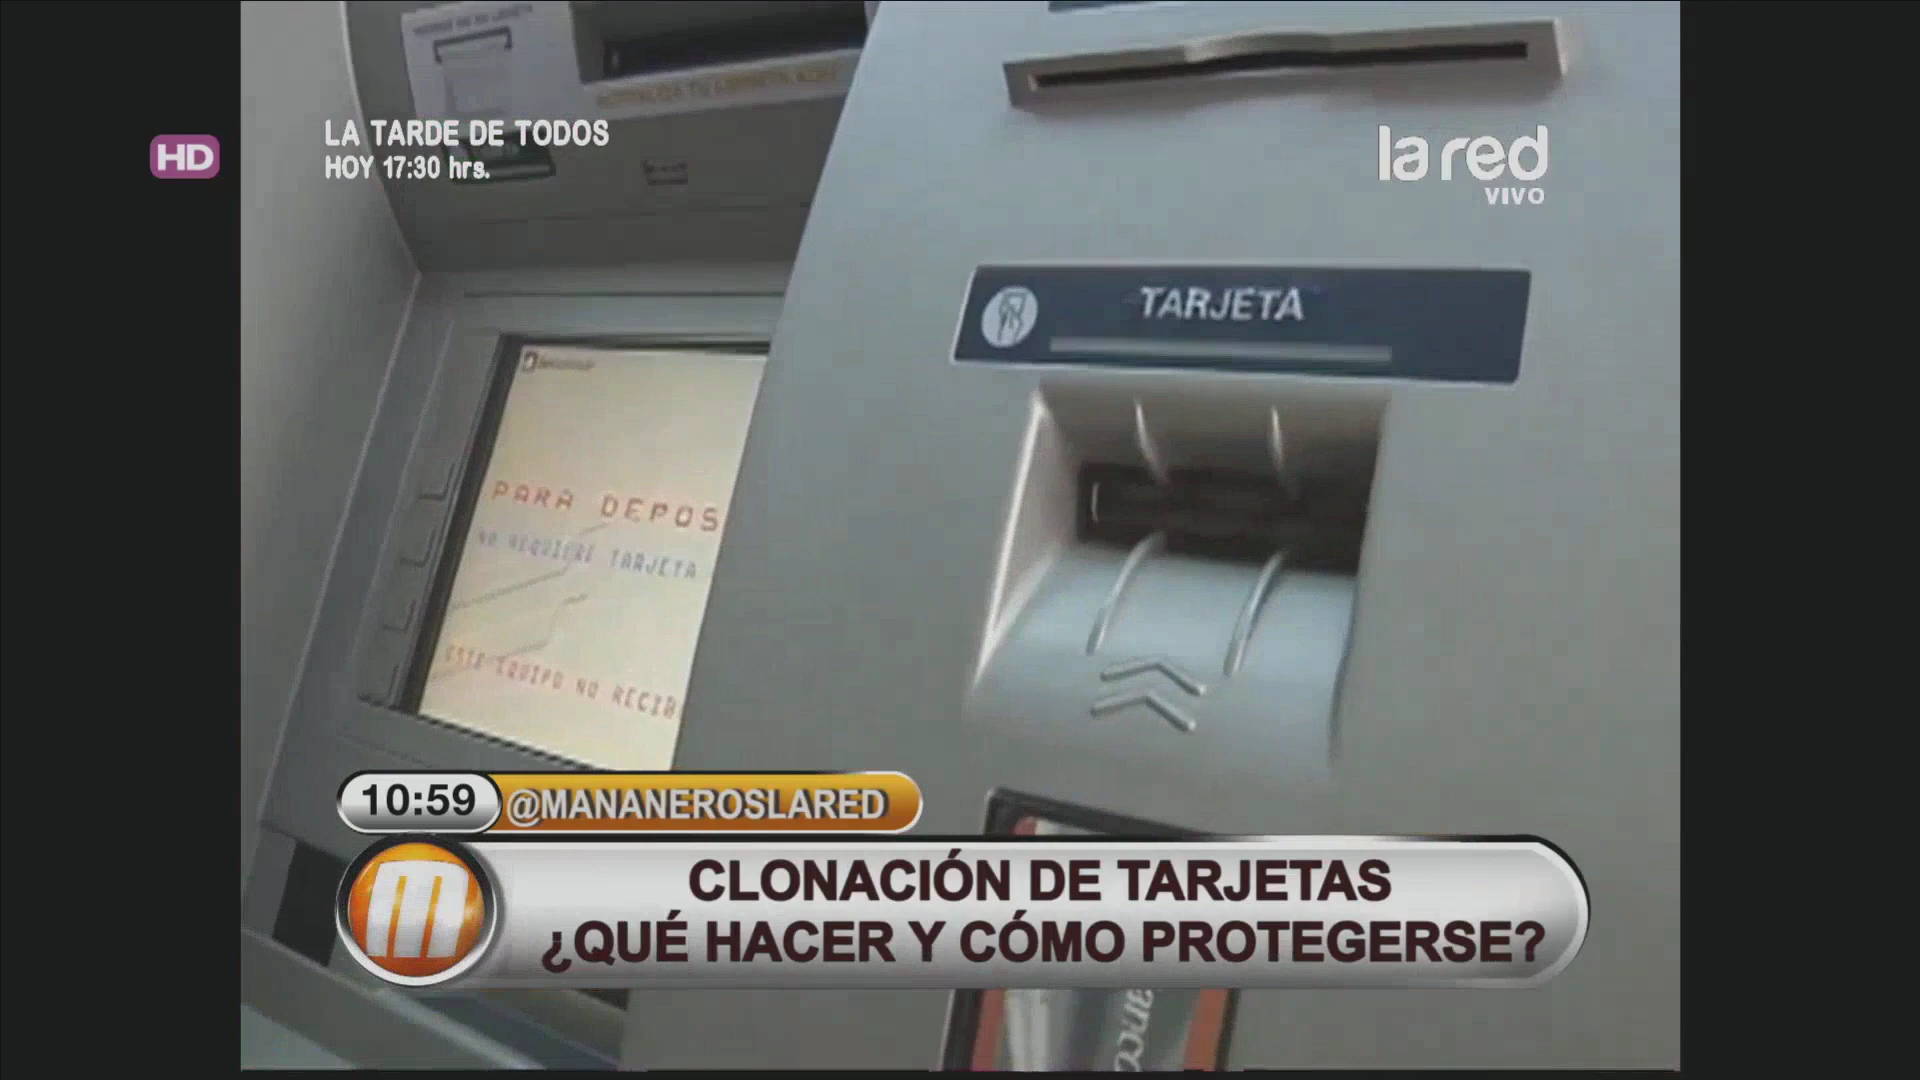 LA TARDE DE TODOS
HOY 17:30 hrs.
HD
la red
VIVO
TARJETA
PARA DEPOS
NO REQUIERE TARJETA
ESTE EQUIPO NO RECIB
10:59 @MANANEROSLARED
CLONACIÓN DE TARJETAS
¿QUÉ HACER Y CÓMO PROTEGERSE?
anco